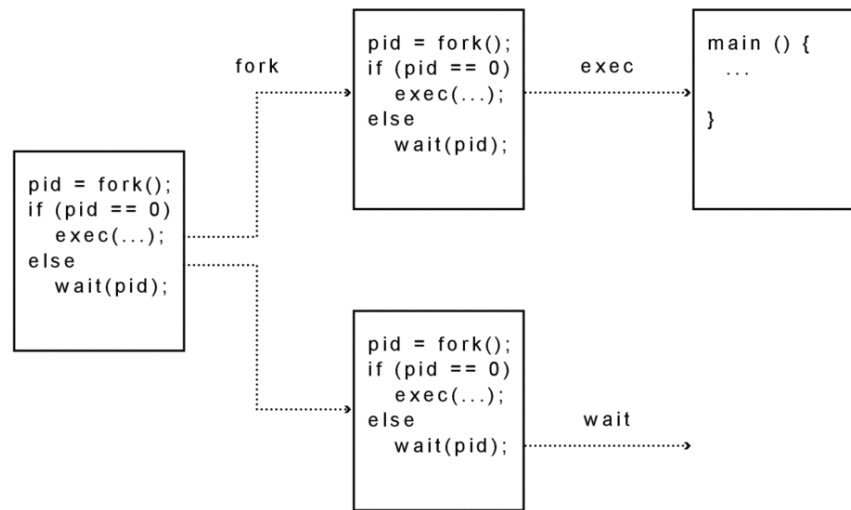 pid = fork();
if (pid == 0)
exec(...);
else
wait(pid);
fork
pid = fork();
if (pid == 0)
exec(...);
else
wait(pid);
exec
main () {
...
}
pid = fork();
if (pid == 0)
exec(...);
else
wait(pid);
wait